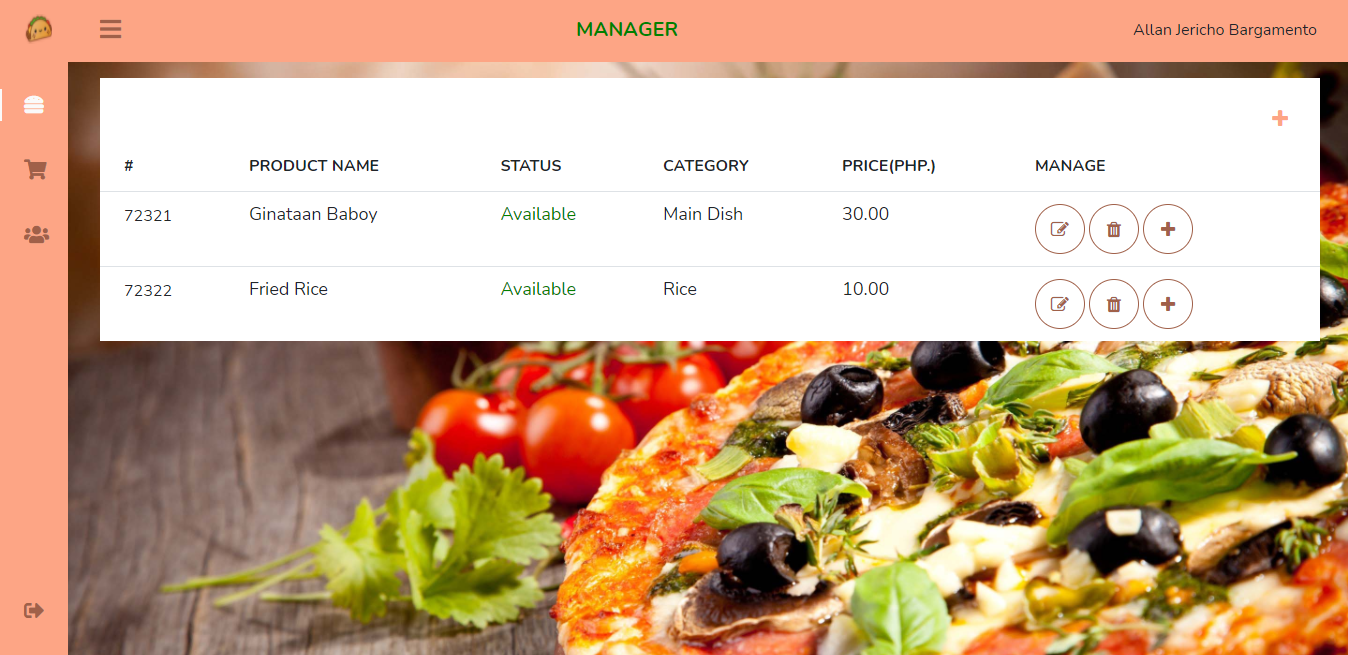 MANAGER
Allan Jericho Bargamento
# PRODUCT NAME STATUS CATEGORY PRICE(PHP.) MANAGE
72321 Ginataan Baboy Available Main Dish 30.00
72322 Fried Rice Available Rice 10.00